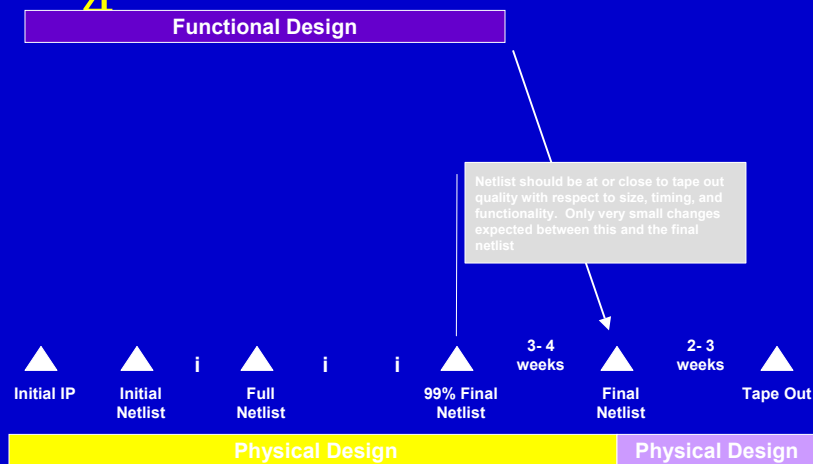 Functional Design
Netlist should be at or close to tape out
quality with respect to size, timing, and
functionality. Only very small changes
expected between this and the final
netlist
3- 4
weeks
2- 3
weeks
i
i
i
Initial IP
Initial
Netlist
Full
Netlist
99% Final
Netlist
Final
Netlist
Tape Out
Physical Design
Physical Design